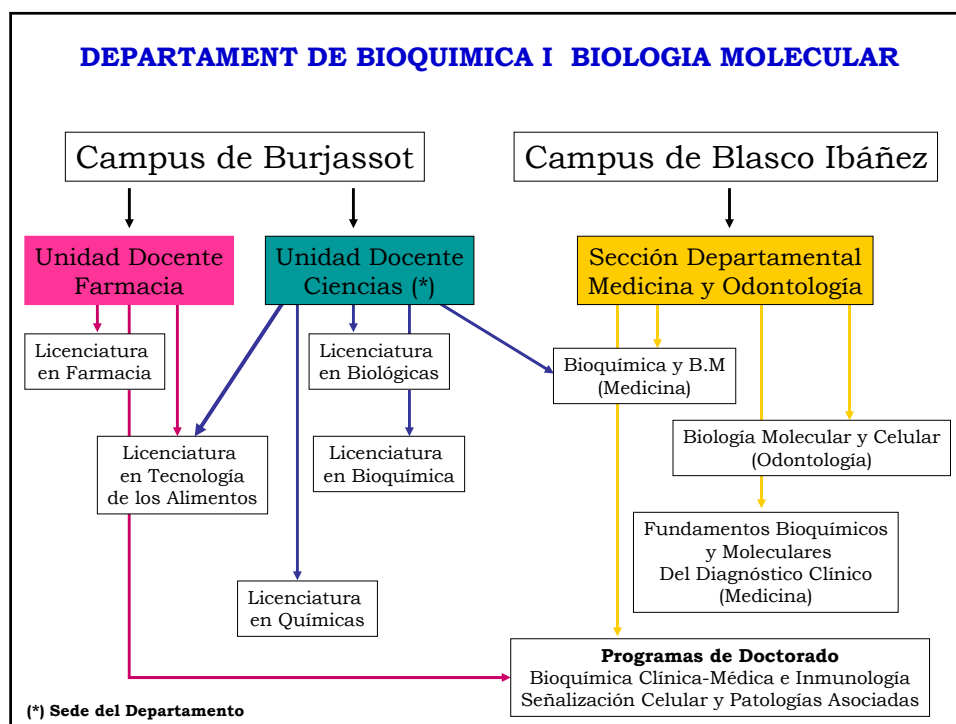 DEPARTAMENT DE BIOQUIMICA I BIOLOGIA MOLECULAR
Campus de Burjassot
Campus de Blasco Ibáñez
Unidad Docente
Farmacia
Unidad Docente
Ciencias (*)
Sección Departamental
Medicina y Odontología
Licenciatura
en Farmacia
Licenciatura
en Biológicas
Bioquímica y B.M
(Medicina)
Licenciatura
en Tecnología
de los Alimentos
Licenciatura
en Bioquímica
Biología Molecular y Celular
(Odontología)
Fundamentos Bioquímicos
y Moleculares
Del Diagnóstico Clínico
(Medicina)
Licenciatura
en Químicas
Programas de Doctorado
Bioquímica Clínica-Médica e Inmunología
Señalización Celular y Patologías Asociadas
(*) Sede del Departamento